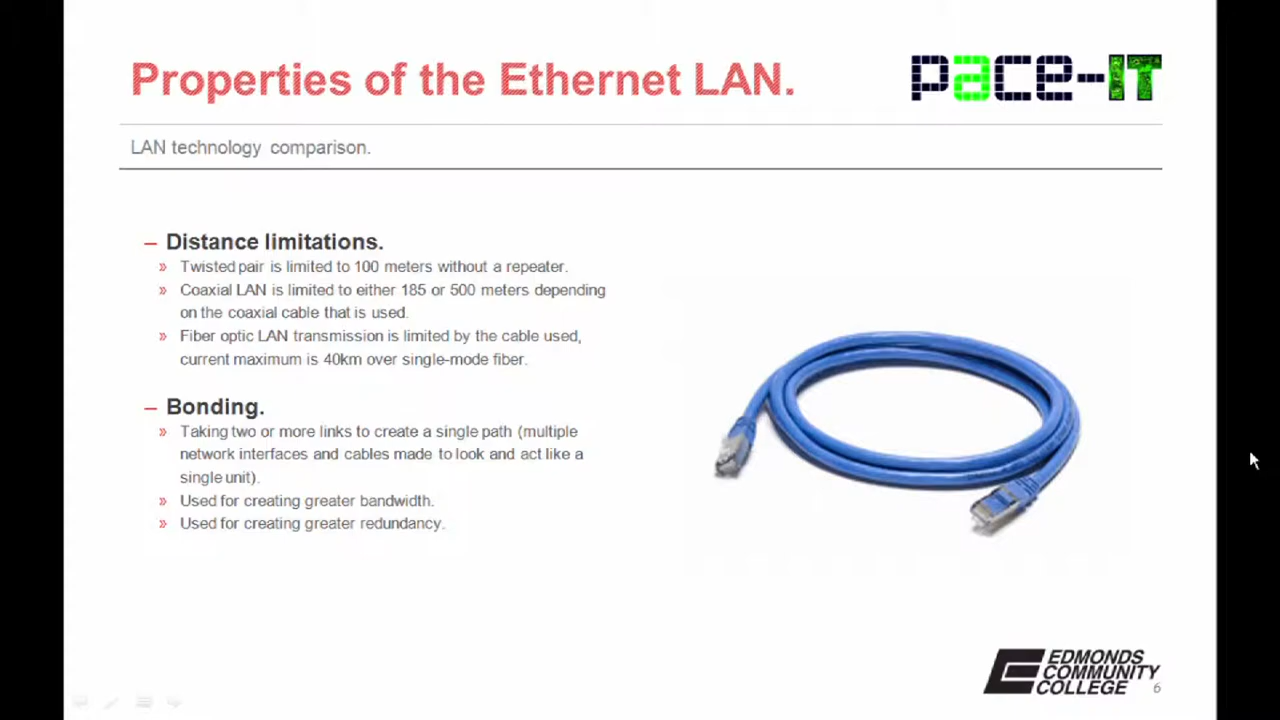 Properties of the Ethernet LAN.
pace-IT
LAN technology comparison.
– Distance limitations.
» Twisted pair is limited to 100 meters without a repeater.
» Coaxial LAN is limited to either 185 or 500 meters depending
on the coaxial cable that is used.
» Fiber optic LAN transmission is limited by the cable used,
current maximum is 40km over single-mode fiber.
– Bonding.
» Taking two or more links to create a single path (multiple
network interfaces and cables made to look and act like a
single unit).
» Used for creating greater bandwidth.
» Used for creating greater redundancy.
EDMONDS
COMMUNITY
COLLEGE
6